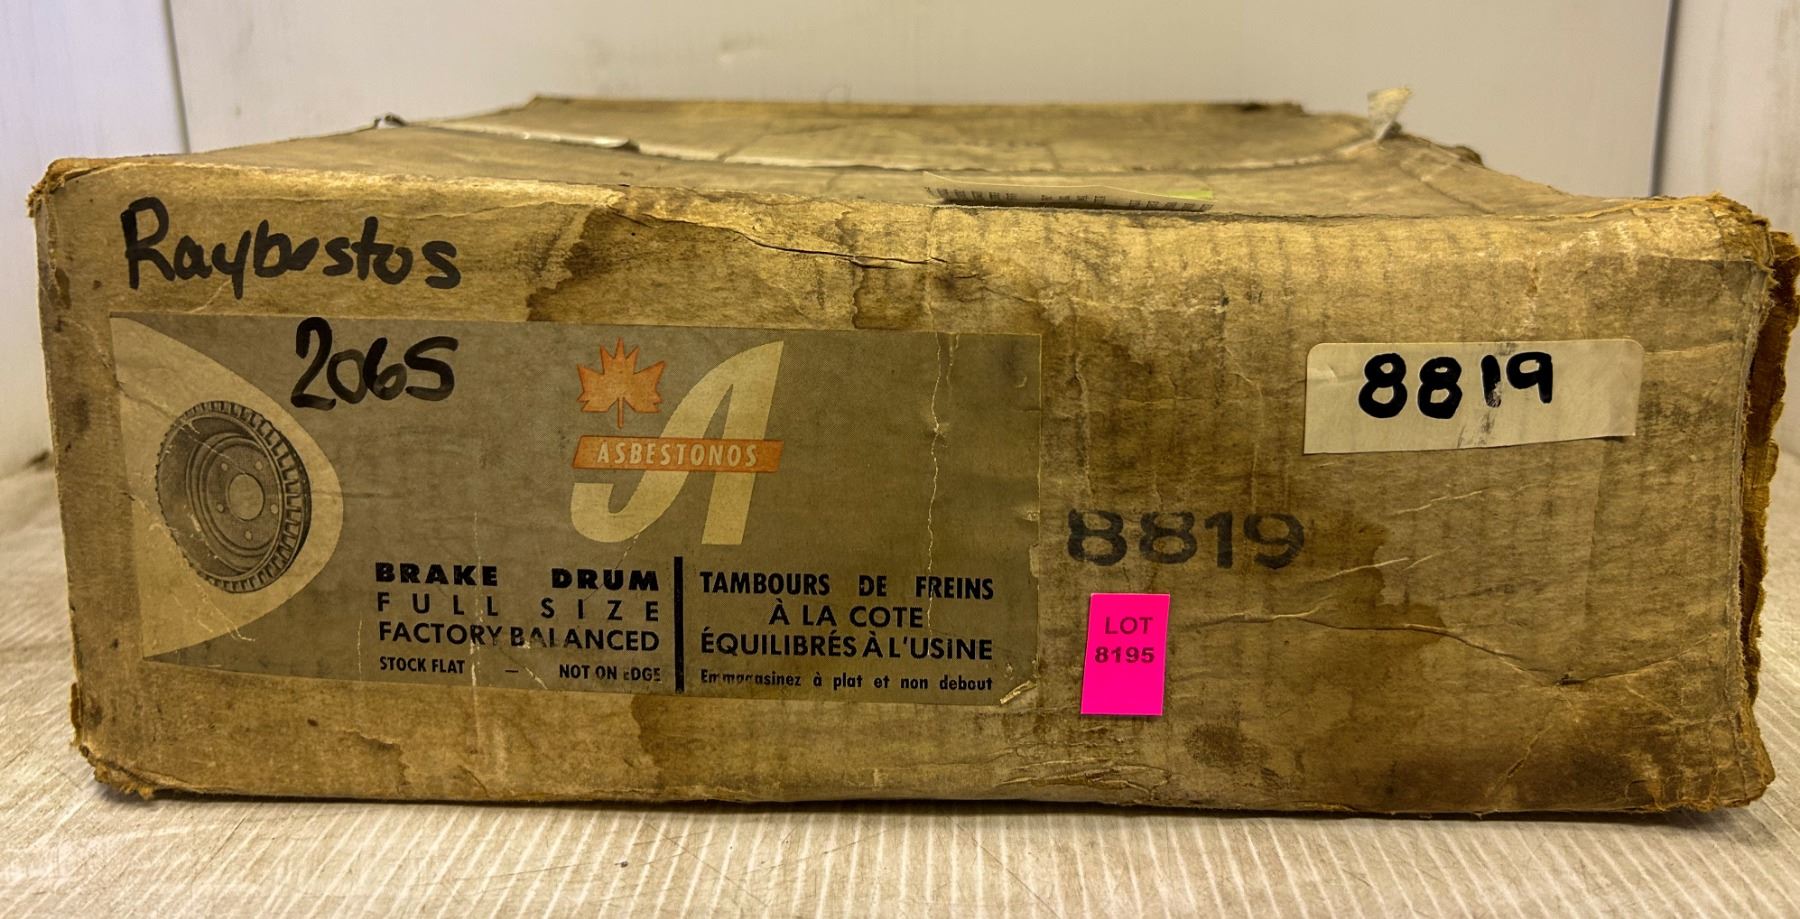 Raybestos
2065
A
ASBESTONOS
BRAKE DRUM
FULL SIZE
FACTORY BALANCED
STOCK FLAT — NOT ON EDGE
TAMBOURS DE FREINS
À LA COTE
ÉQUILIBRÉS À L'USINE
Emmagasinez à plat et non debout
8819
8819
LOT
8195